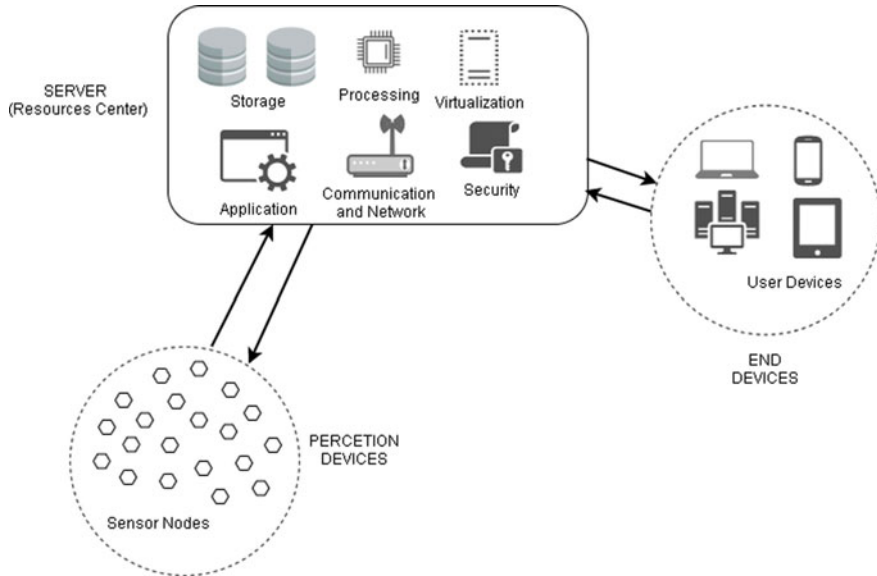 SERVER
(Resources Center)
Storage
Processing
Virtualization
Application
Communication
and Network
Security
User Devices
END
DEVICES
PERCETION
DEVICES
Sensor Nodes